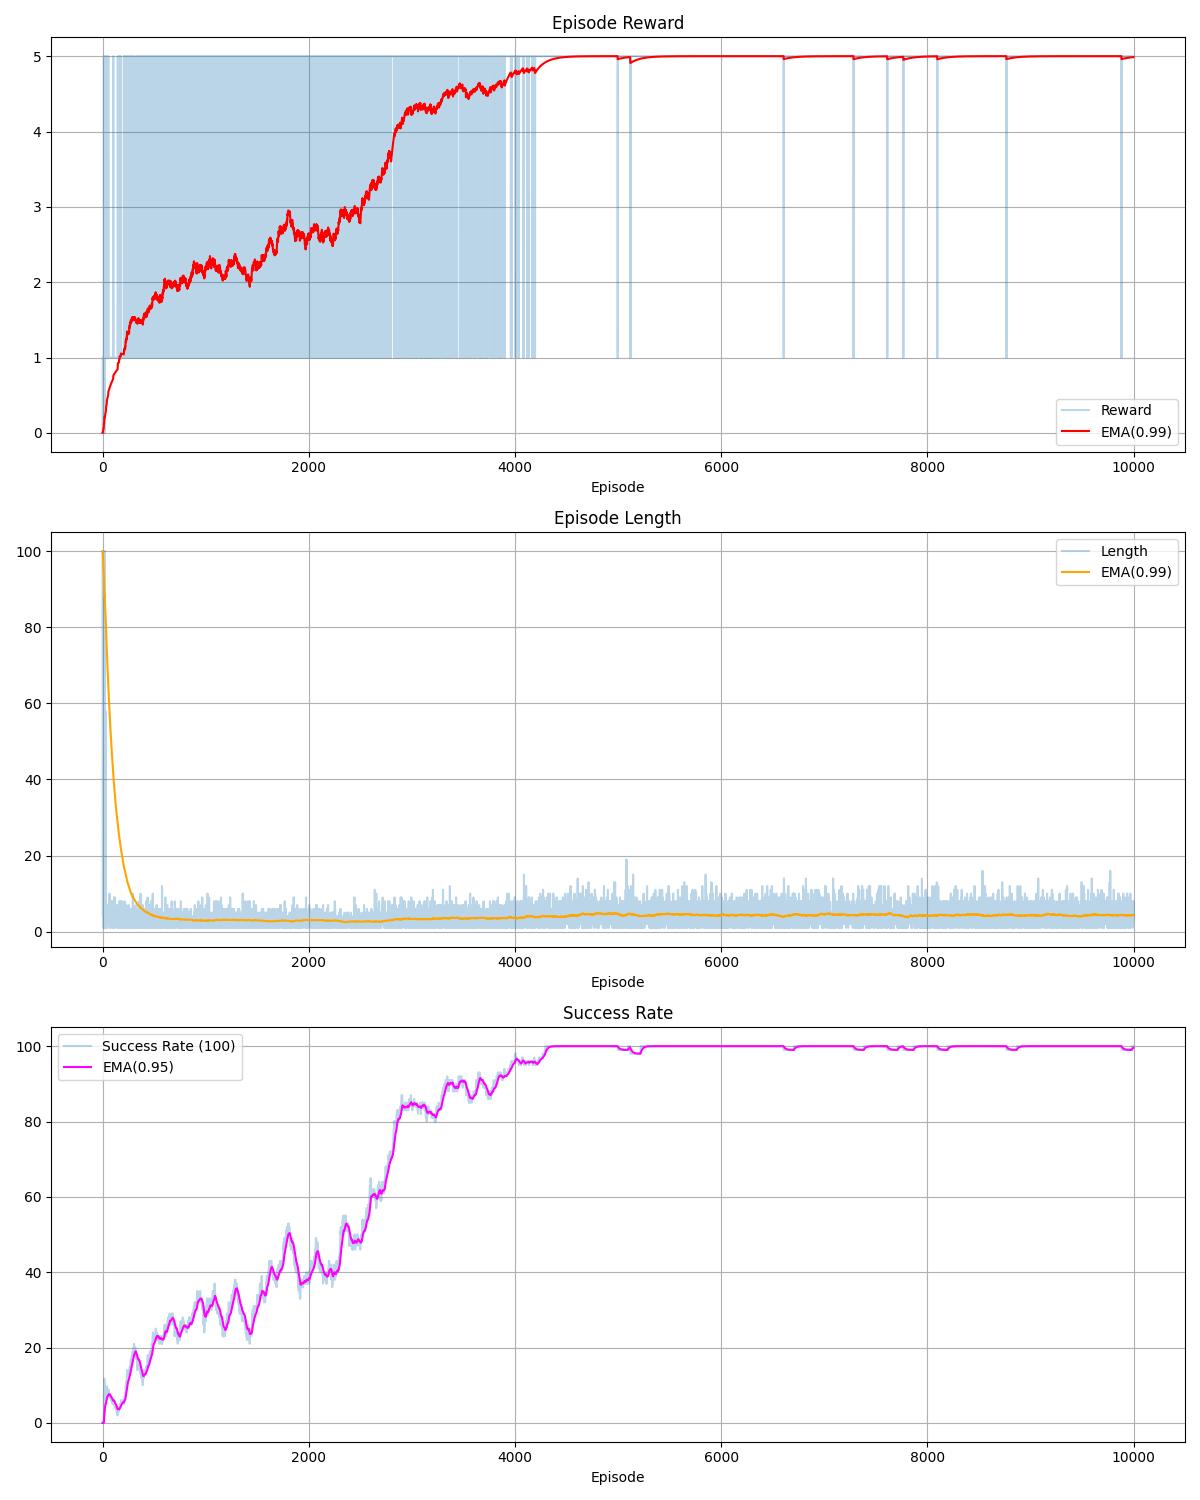 Episode Reward
5
4
3
2
1
0
Reward
EMA(0.99)
0 2000 4000 6000 8000 10000
Episode
Episode Length
100
80
60
40
20
0
Length
EMA(0.99)
0 2000 4000 6000 8000 10000
Episode
Success Rate
100
80
60
40
20
0
Success Rate (100)
EMA(0.95)
0 2000 4000 6000 8000 10000
Episode